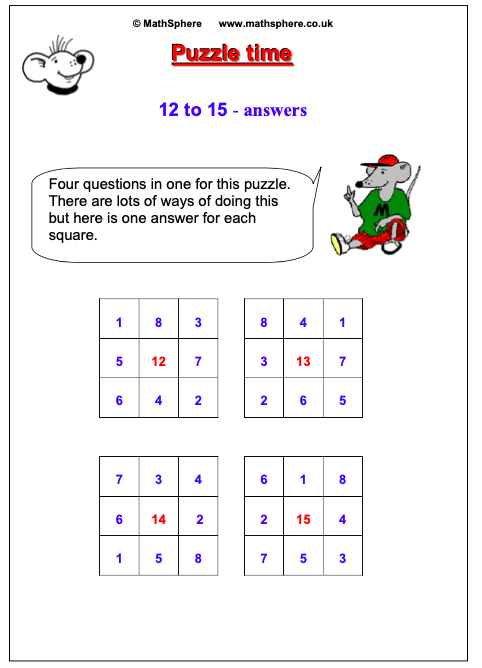 © MathSphere www.mathsphere.co.uk
Puzzle time
12 to 15 - answers
Four questions in one for this puzzle.
There are lots of ways of doing this
but here is one answer for each
square.
M
1 8 3
5 12 7
6 4 2
8 4 1
3 13 7
2 6 5
7 3 4
6 14 2
1 5 8
6 1 8
2 15 4
7 5 3